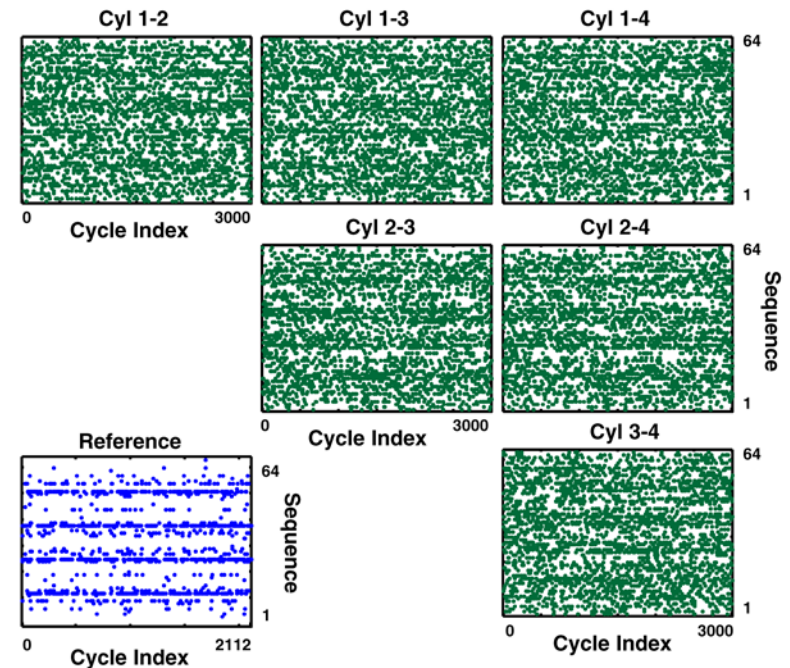 Cyl 1-2
Cyl 1-3
Cyl 1-4
64
1
0
3000
Cycle Index
Cyl 2-3
Cyl 2-4
64
Sequence
1
0
3000
Cycle Index
Cyl 3-4
64
1
0
3000
Cycle Index
Reference
64
Sequence
1
0
2112
Cycle Index